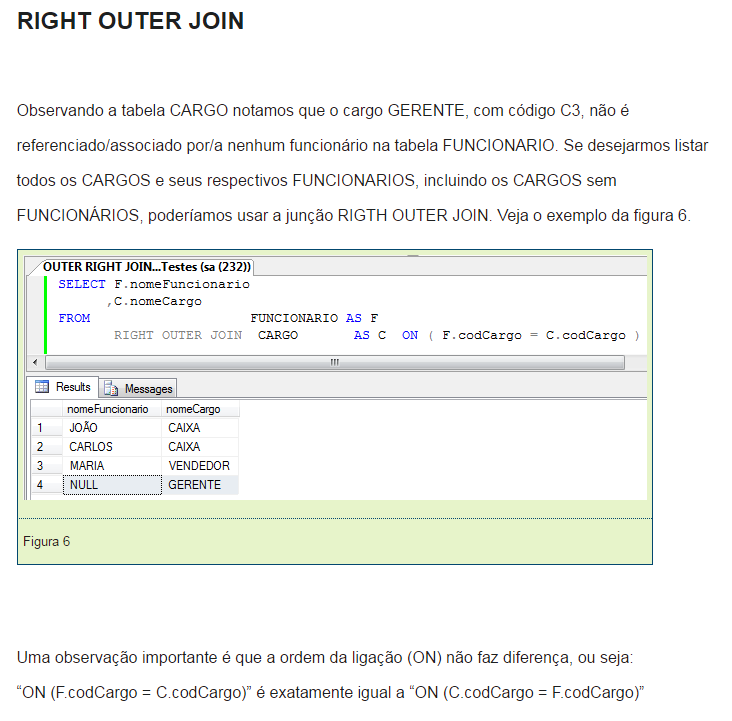 RIGHT OUTER JOIN
Observando a tabela CARGO notamos que o cargo GERENTE, com código C3, não é
referenciado/associado por/a nenhum funcionário na tabela FUNCIONARIO. Se desejarmos listar
todos os CARGOS e seus respectivos FUNCIONARIOS, incluindo os CARGOS sem
FUNCIONÁRIOS, poderíamos usar a junção RIGTH OUTER JOIN. Veja o exemplo da figura 6.
OUTER RIGHT JOIN...Testes (sa (232))
SELECT F.nomeFuncionario
,C.nomeCargo
FROM FUNCIONARIO AS F
RIGHT OUTER JOIN CARGO AS C ON ( F.codCargo = C.codCargo )
Results Messages
nomeFuncionario nomeCargo
1 JOÃO CAIXA
2 CARLOS CAIXA
3 MARIA VENDEDOR
4 NULL GERENTE
Figura 6
Uma observação importante é que a ordem da ligação (ON) não faz diferença, ou seja:
“ON (F.codCargo = C.codCargo)” é exatamente igual a “ON (C.codCargo = F.codCargo)”